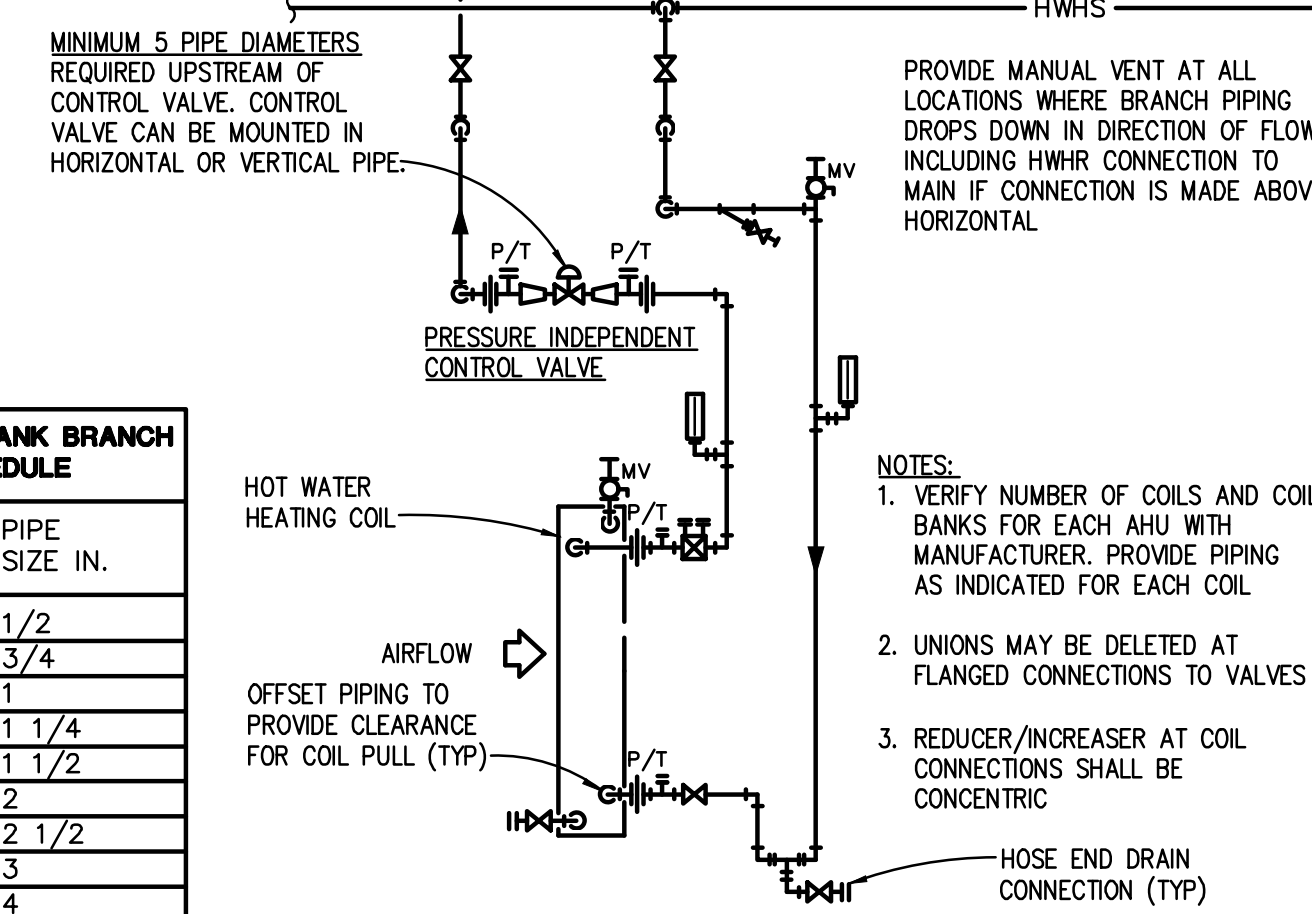 HWHS
MINIMUM 5 PIPE DIAMETERS
REQUIRED UPSTREAM OF
CONTROL VALVE. CONTROL
VALVE CAN BE MOUNTED IN
HORIZONTAL OR VERTICAL PIPE.
PROVIDE MANUAL VENT AT ALL
LOCATIONS WHERE BRANCH PIPING
DROPS DOWN IN DIRECTION OF FLOW
INCLUDING HWHR CONNECTION TO
MAIN IF CONNECTION IS MADE ABOV
HORIZONTAL
MV
P/T
P/T
PRESSURE INDEPENDENT
CONTROL VALVE
ANK BRANCH
EDULE
PIPE
SIZE IN.
1/2
3/4
1
1 1/4
1 1/2
2
2 1/2
3
4
HOT WATER
HEATING COIL
MV
P/T
AIRFLOW
OFFSET PIPING TO
PROVIDE CLEARANCE
FOR COIL PULL (TYP)
P/T
NOTES:
1. VERIFY NUMBER OF COILS AND COIL
BANKS FOR EACH AHU WITH
MANUFACTURER. PROVIDE PIPING
AS INDICATED FOR EACH COIL
2. UNIONS MAY BE DELETED AT
FLANGED CONNECTIONS TO VALVES
3. REDUCER/INCREASER AT COIL
CONNECTIONS SHALL BE
CONCENTRIC
HOSE END DRAIN
CONNECTION (TYP)